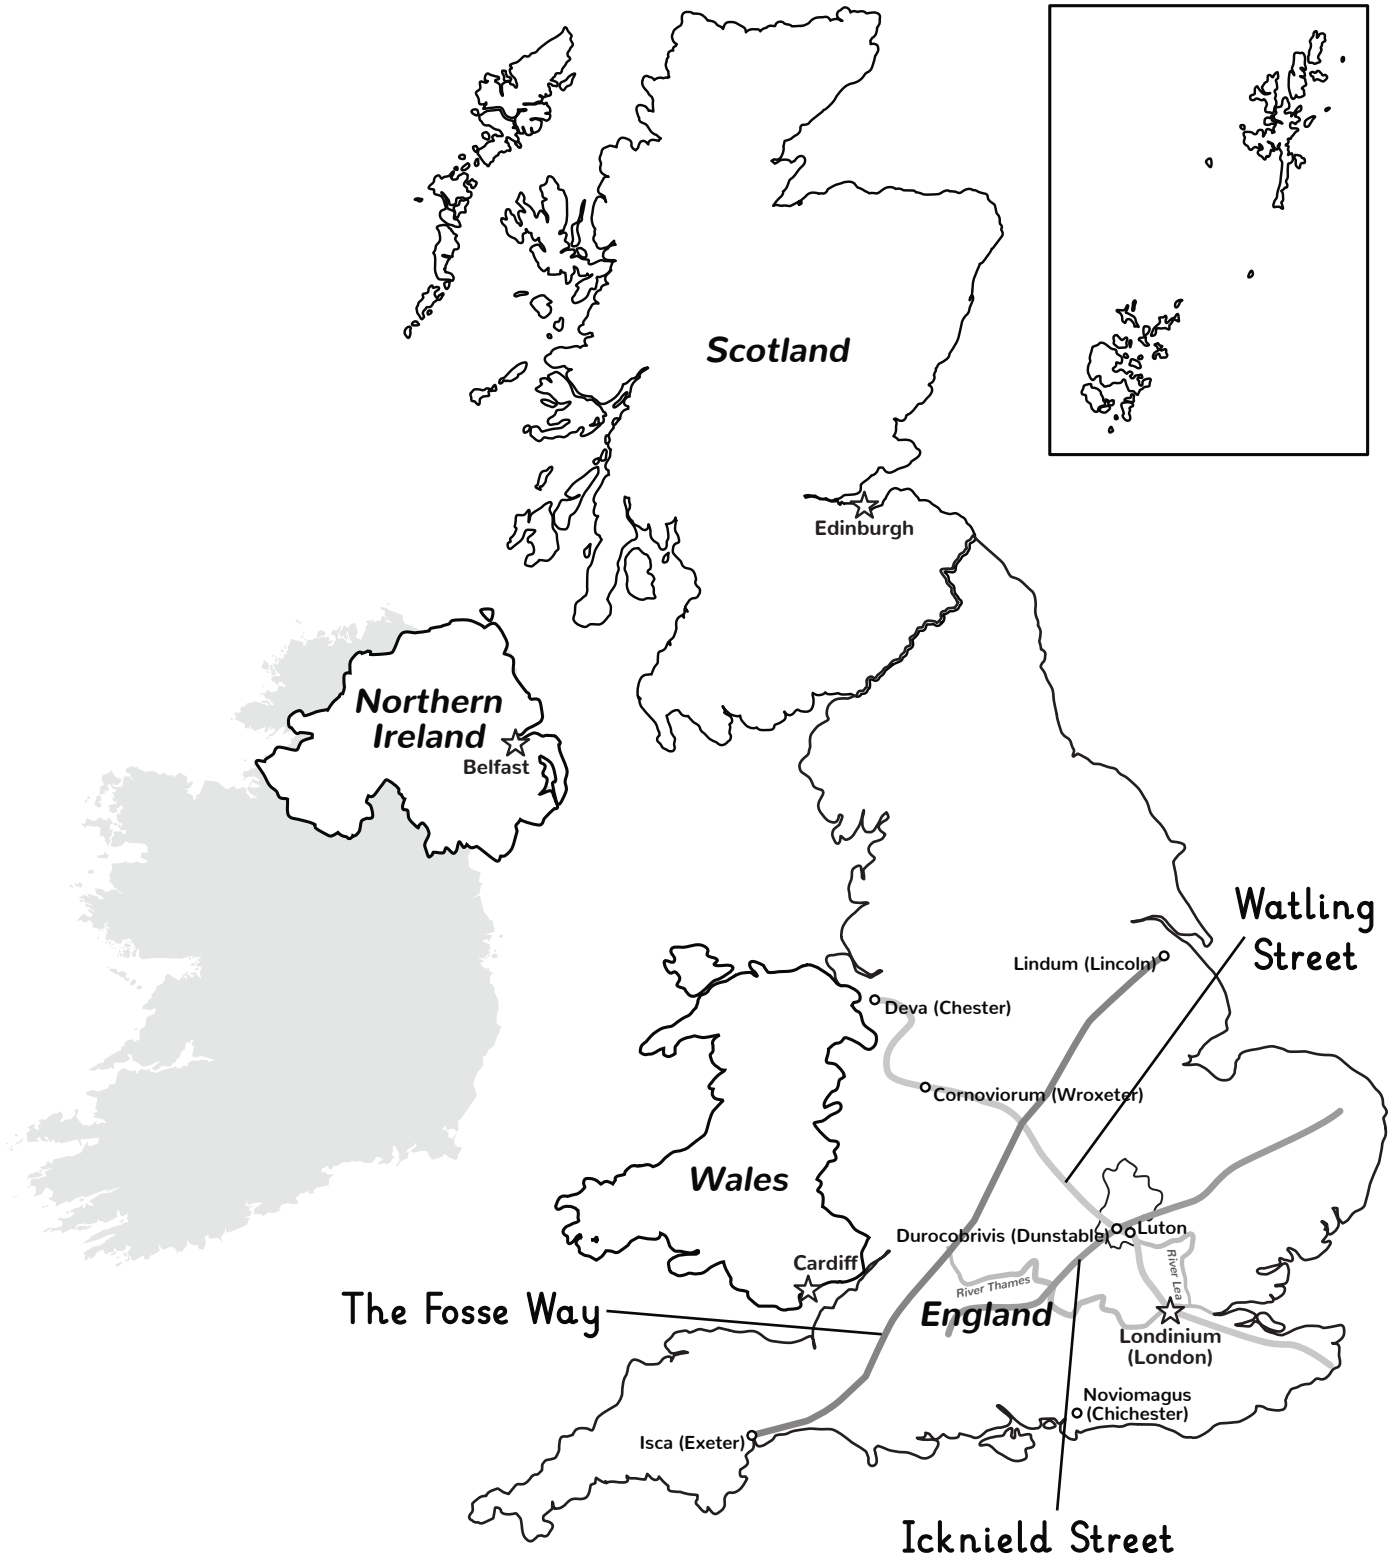 Scotland
Edinburgh
Northern
Ireland
Belfast
Watling
Street
Lindum (Lincoln)
Deva (Chester)
Cornoviorum (Wroxeter)
Wales
Durocobrivis (Dunstable)
Luton
River Lea
Cardiff
River Thames
The Fosse Way
England
Londinium
(London)
Noviomagus
(Chichester)
Isca (Exeter)
Icknield Street